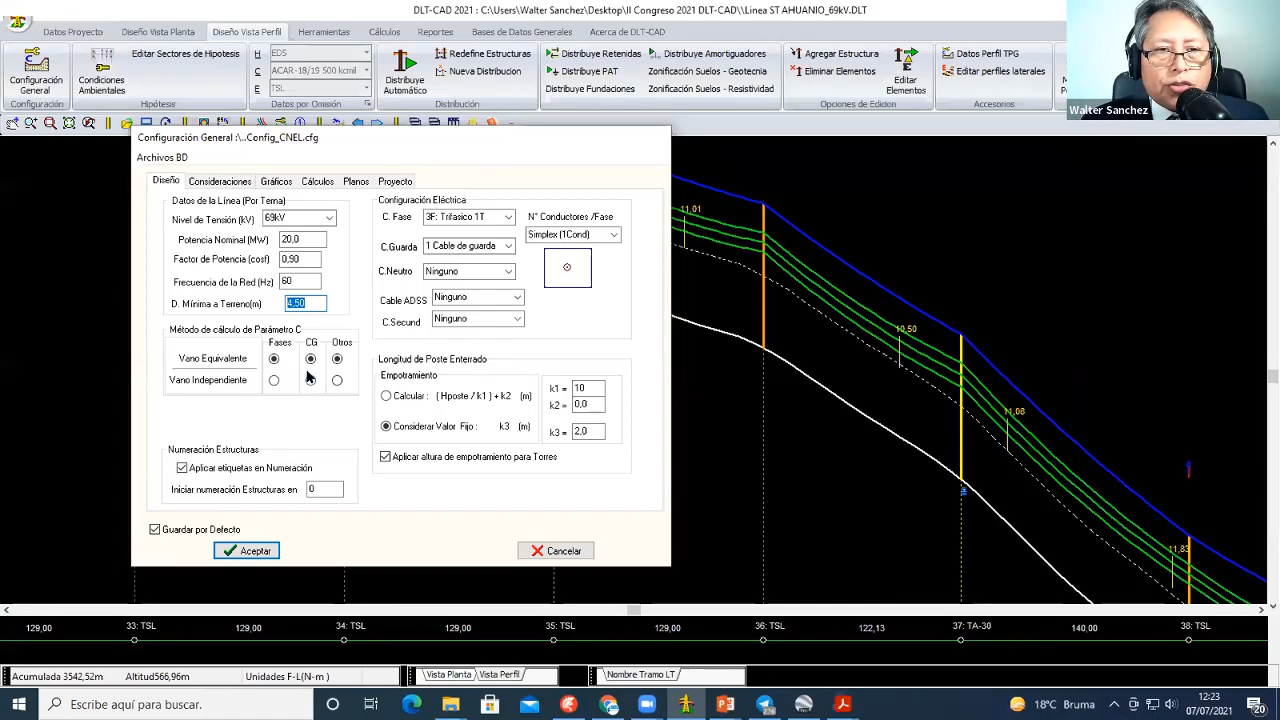 DLT-CAD 2021 : C:\Users\Walter Sanchez\Desktop\II Congreso 2021 DLT-CAD\\Linea ST AHUANIO_69kV.DLT
Datos Proyecto Diseño Vista Planta Diseño Vista Perfil Herramientas Cálculos Reportes Bases de Datos Generales Acerca de DLT-CAD
Configuración General
Configuración
Condiciones Ambientales
Editar Sectores de Hipotesis
Hipótesis
H EDS
C ACAR-18/19 500 kcmil
E TSL
Datos por Omisión
Distribuye Automático
Redefine Estructuras
Nueva Distribucion
Distribución
Distribuye Retenidas
Distribuye PAT
Distribuye Fundaciones
Distribuye Amortiguadores
Zonificación Suelos - Geotecnia
Zonificación Suelos - Resistividad
Agregar Estructura
Eliminar Elementos
Editar Elementos
Opciones de Edicion
Datos Perfil TPG
Editar perfiles laterales
Accesorios
Walter Sanchez
Configuración General :\..Config_CNEL.cfg
Archivos BD
Diseño Consideraciones Gráficos Cálculos Planos Proyecto
Datos de la Línea (Por Terna)
Nivel de Tensión (kV) 69kV
Potencia Nominal (MW) 20,0
Factor de Potencia (cosf) 0,90
Frecuencia de la Red (Hz) 60
D. Mínima a Terreno(m) 4.50
Método de cálculo de Parámetro C
Fases CG Otros
Vano Equivalente
Vano Independiente
Numeración Estructuras
Aplicar etiquetas en Numeración
Iniciar numeración Estructuras en 0
Configuración Eléctrica
C. Fase 3F: Trifasico 1T
N° Conductores /Fase
Simplex (1Cond)
C.Guarda 1 Cable de guarda
C.Neutro Ninguno
Cable ADSS Ninguno
C.Secund Ninguno
Longitud de Poste Enterrado
Empotramiento
Calcular : ( Hposte / k1 ) + k2 (m)
Considerar Valor Fijo : k3 (m)
k1 = 10
k2 = 0,0
k3 = 2,0
Aplicar altura de empotramiento para Torres
Guardar por Defecto
Aceptar
Cancelar
11,01
10,50
11,08
11,83
129,00 33: TSL 129,00 34: TSL 129,00 35: TSL 129,00 36: TSL 122,13 37: TA-30 140,00 38: TSL
Acumulada 3542,52m Altitud566,96m Unidades F-L(N-m ) Vista Planta Vista Perfil Nombre Tramo LT
Escribe aquí para buscar.
18°C Bruma
12:23
07/07/2021
20